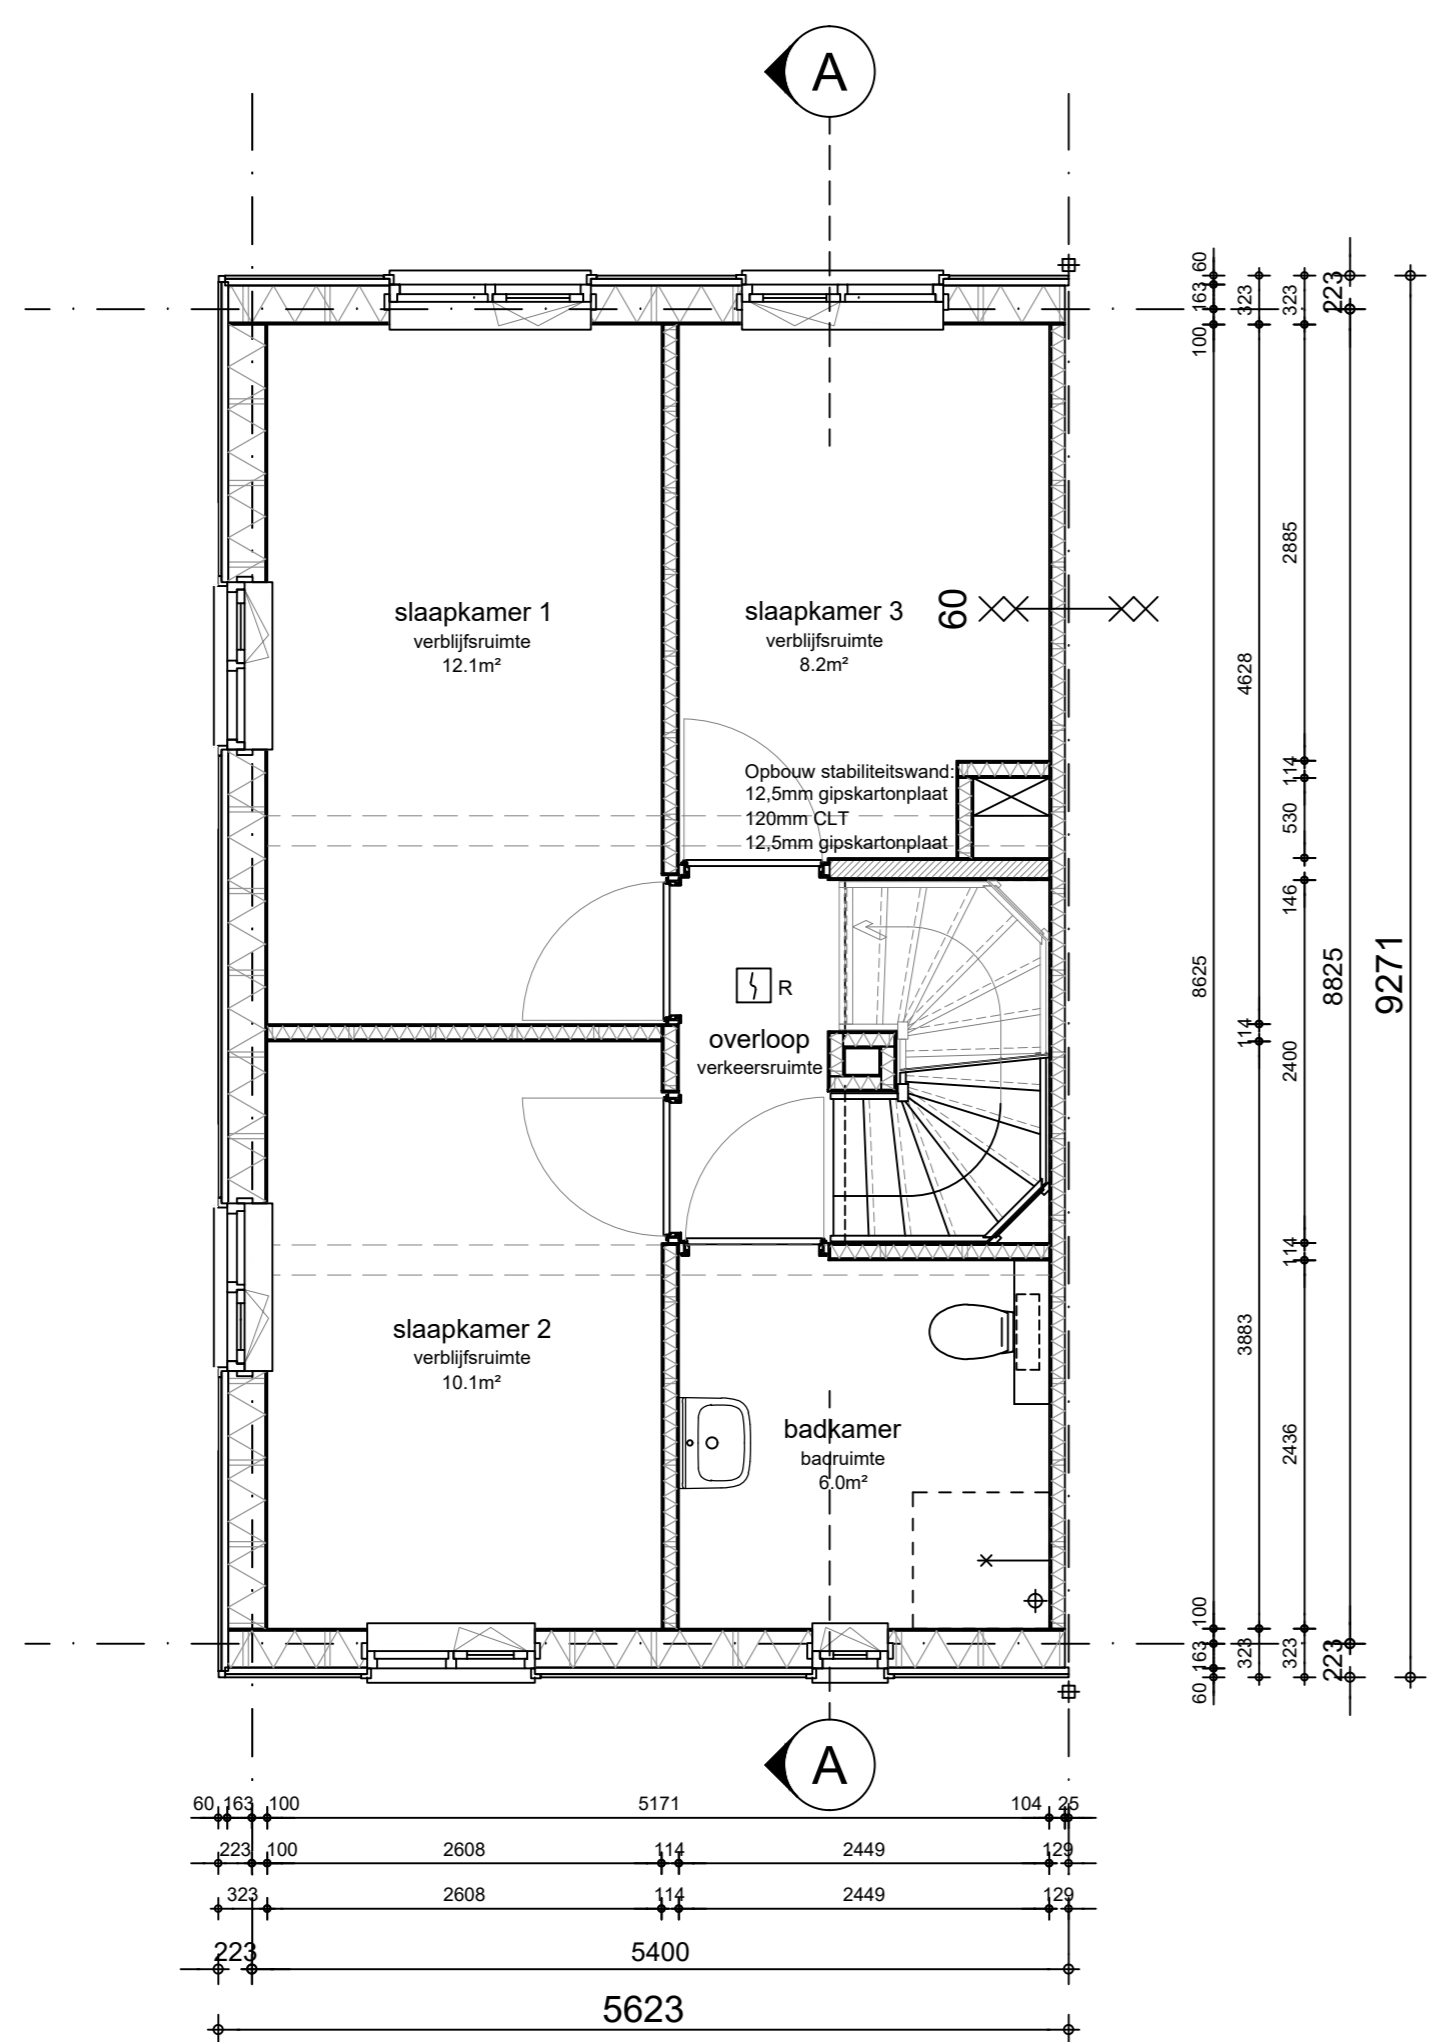 A
slaapkamer 1
verblijfsruimte
12.1m²
slaapkamer 3
verblijfsruimte
8.2m²
60
Opbouw stabiliteitswand:
12,5mm gipskartonplaat
120mm CLT
12,5mm gipskartonplaat
R
overloop
verkeersruimte
slaapkamer 2
verblijfsruimte
10.1m²
badkamer
badruimte
6.0m²
A
60
163
100
8625
100
163
60
323
4628
114
3883
323
323
2885
114
530
146
2400
114
2436
323
223
8825
223
9271
60 163 100 5171 104 25
223 100 2608 114 2449 129
323 2608 114 2449 129
223 5400
5623